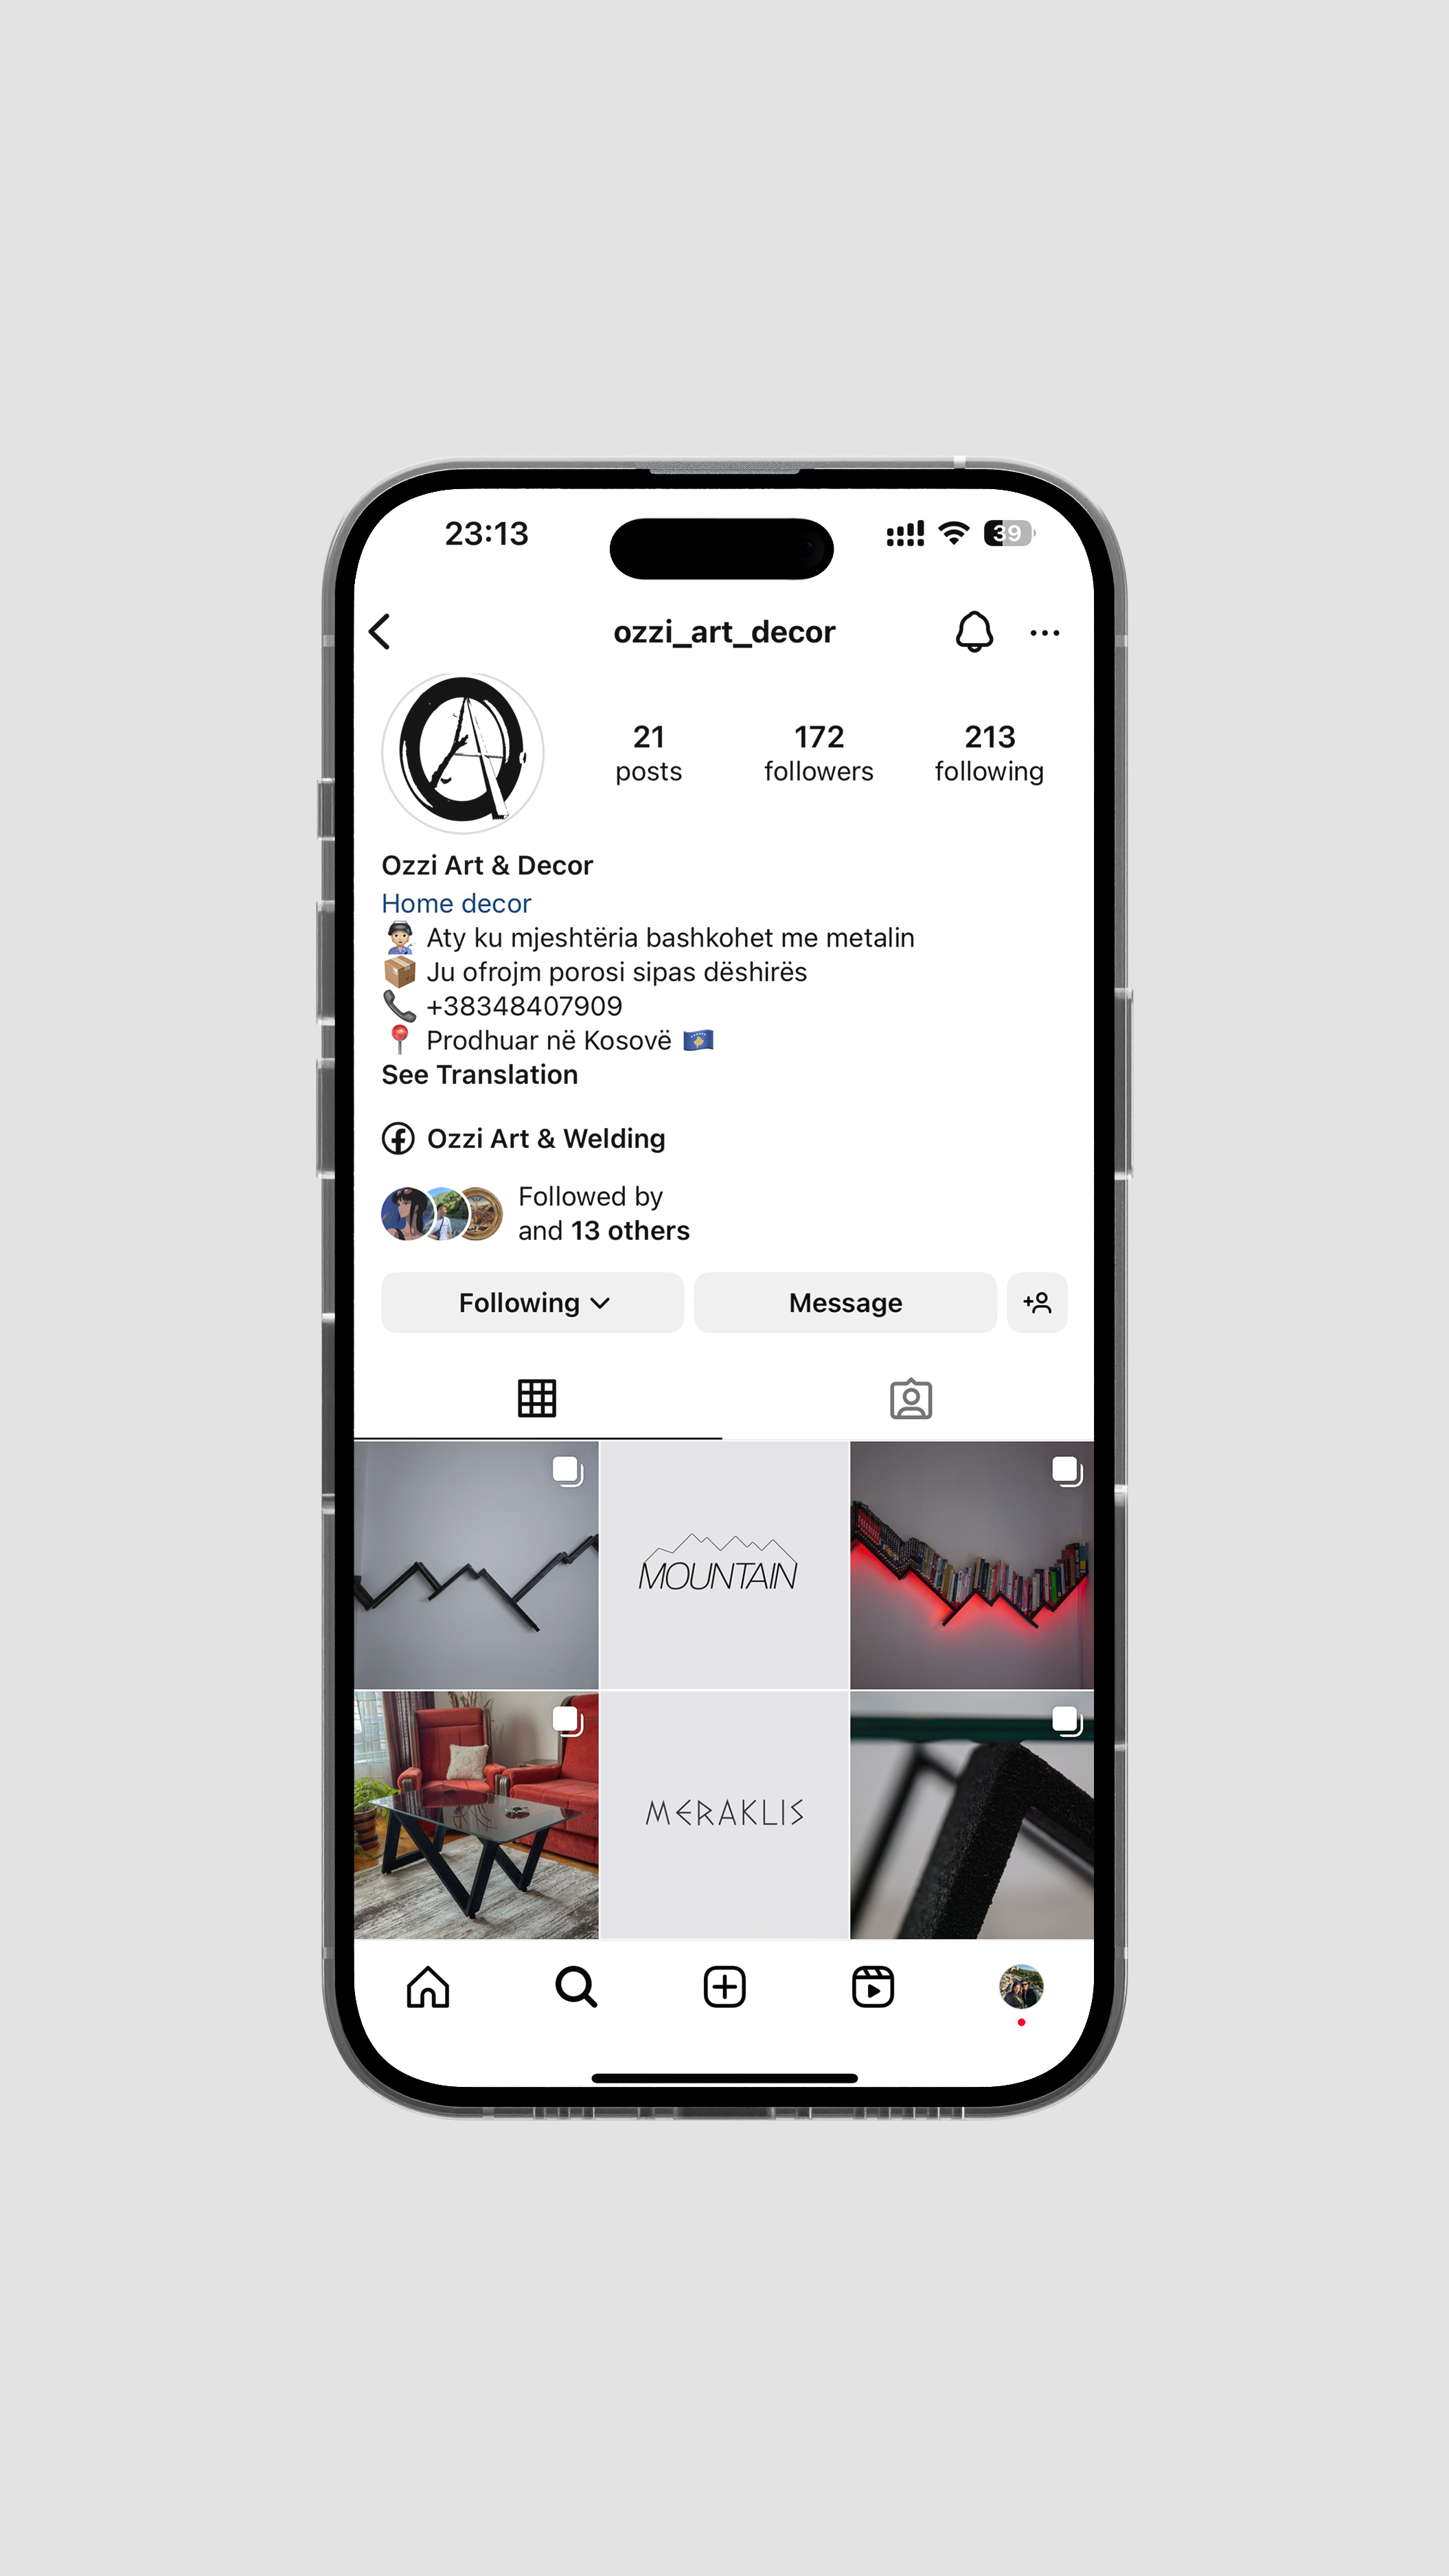 23:13
39
ozzi_art_decor
21
posts
172
followers
213
following
Ozzi Art & Decor
Home decor
Aty ku mjeshtëria bashkohet me metalin
Ju ofrojm porosi sipas dëshirës
+38348407909
Prodhuar në Kosovë
See Translation
Ozzi Art & Welding
Followed by
and 13 others
Following
Message
MOUNTAIN
MERAKLIS